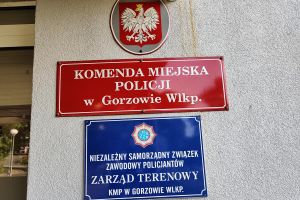 KOMENDA MIEJSKA
POLICJI
w Gorzowie Wlkp.
NIEZALEŻNY SAMORZĄDNY ZWIĄZEK
ZAWODOWY POLICJANTÓW
ZARZĄD TERENOWY
KMP W GORZOWIE WLKP.